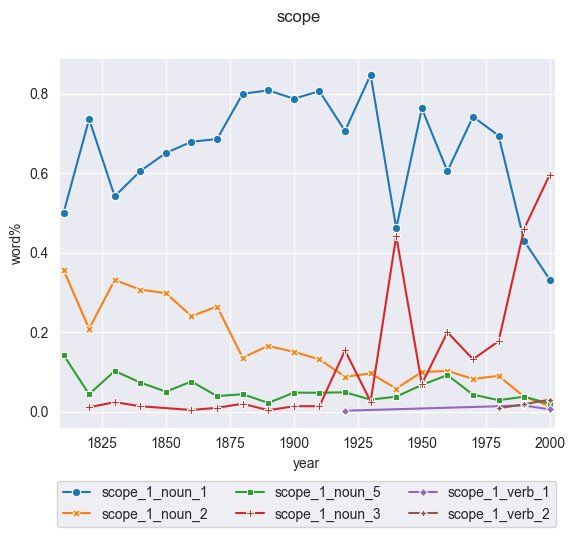 scope
0.8
0.6
0.4
0.2
0.0
word%
1825 1850 1875 1900 1925 1950 1975 2000
year
scope_1_noun_1 scope_1_noun_5 scope_1_verb_1
scope_1_noun_2 scope_1_noun_3 scope_1_verb_2